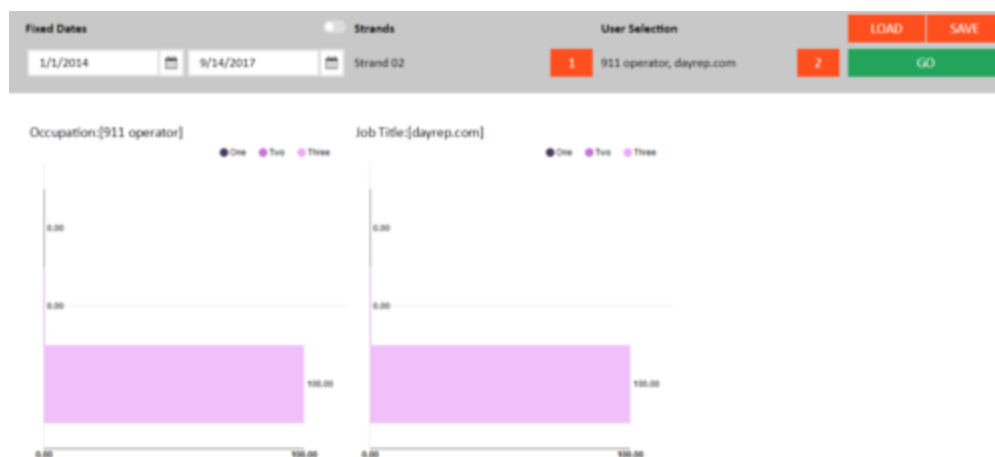 Fixed Dates Strands User Selection LOAD SAVE
1/1/2014 9/14/2017 Strand 02 1 911 operator, dayrep.com 2 GO
Occupation:[911 operator] Job Title:[dayrep.com]
One Two Three One Two Three
0.00 0.00
0.00 0.00
100.00 100.00
0.00 100.00 0.00 100.00